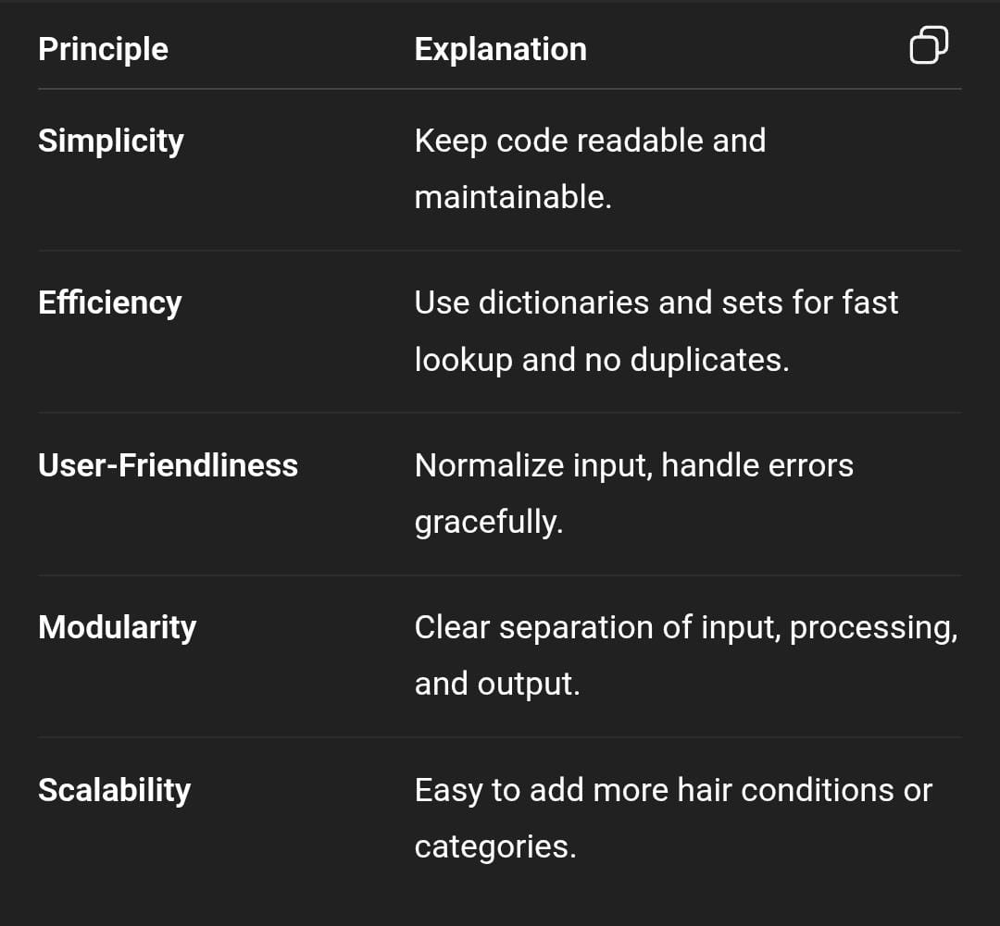 Principle Explanation
Simplicity Keep code readable and
maintainable.
Efficiency Use dictionaries and sets for fast
lookup and no duplicates.
User-Friendliness Normalize input, handle errors
gracefully.
Modularity Clear separation of input, processing,
and output.
Scalability Easy to add more hair conditions or
categories.